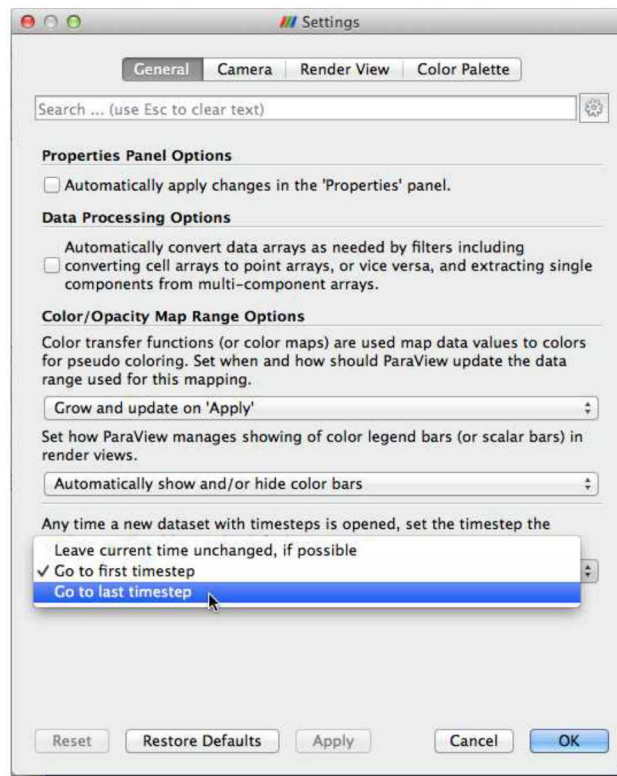 Settings
General Camera Render View Color Palette
Search ... (use Esc to clear text)
Properties Panel Options
Automatically apply changes in the 'Properties' panel.
Data Processing Options
Automatically convert data arrays as needed by filters including
converting cell arrays to point arrays, or vice versa, and extracting single
components from multi-component arrays.
Color/Opacity Map Range Options
Color transfer functions (or color maps) are used map data values to colors
for pseudo coloring. Set when and how should ParaView update the data
range used for this mapping.
Grow and update on 'Apply'
Set how ParaView manages showing of color legend bars (or scalar bars) in
render views.
Automatically show and/or hide color bars
Any time a new dataset with timesteps is opened, set the timestep the
Leave current time unchanged, if possible
✓ Go to first timestep
Go to last timestep
Reset Restore Defaults Apply Cancel OK